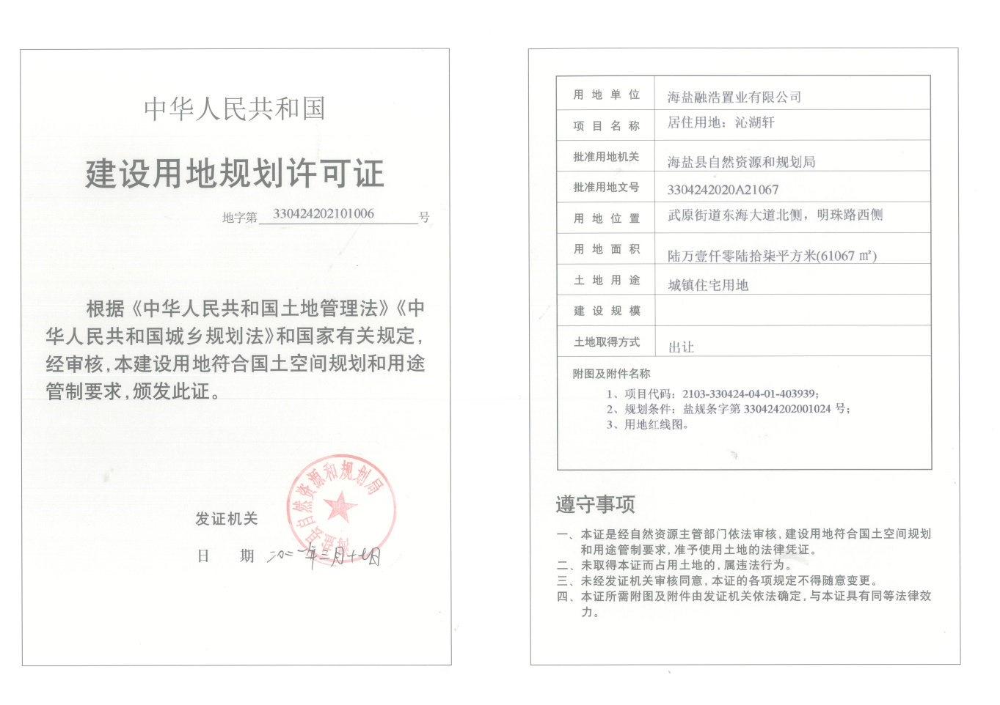 中华人民共和国
建设用地规划许可证
地字第 330424202101006 号
根据《中华人民共和国土地管理法》《中
华人民共和国城乡规划法》和国家有关规定,
经审核,本建设用地符合国土空间规划和用途
管制要求,颁发此证。
海盐县自然资源和规划局
发证机关
日 期 二〇二一年三月十七日
用地单位 海盐融浩置业有限公司
项目名称 居住用地：沁湖轩
批准用地机关 海盐县自然资源和规划局
批准用地文号 3304242020A21067
用地位置 武原街道东海大道北侧，明珠路西侧
用地面积 陆万壹仟零陆拾柒平方米(61067 ㎡)
土地用途 城镇住宅用地
建设规模
土地取得方式 出让
附图及附件名称
1、项目代码：2103-330424-04-01-403939；
2、规划条件：盐规条字第 330424202001024 号；
3、用地红线图。
遵守事项
一、本证是经自然资源主管部门依法审核,建设用地符合国土空间规划
和用途管制要求,准予使用土地的法律凭证。
二、未取得本证而占用土地的,属违法行为。
三、未经发证机关审核同意,本证的各项规定不得随意变更。
四、本证所需附图及附件由发证机关依法确定,与本证具有同等法律效
力。